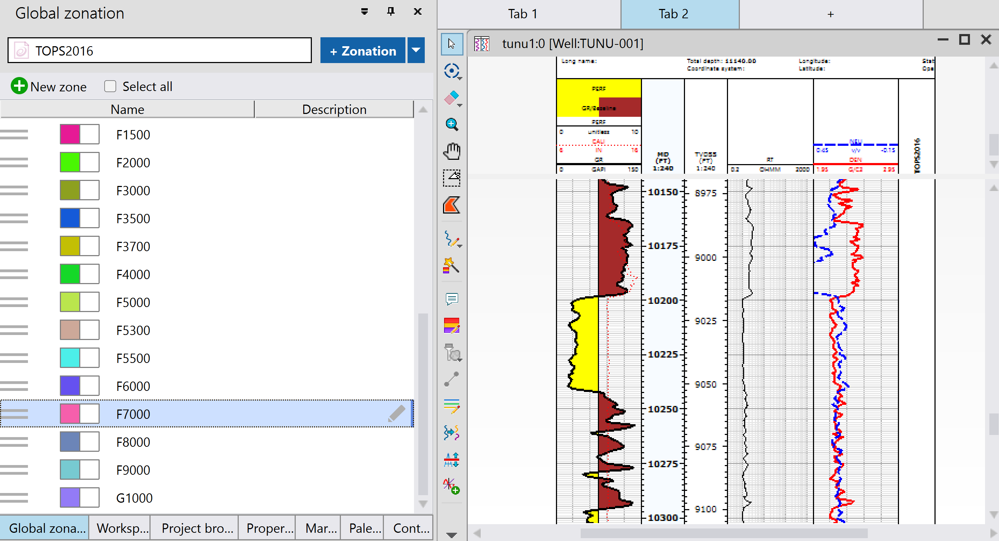 Global zonation
TOPS2016
+ Zonation
New zone
Select all
Name
Description
F1500
F2000
F3000
F3500
F3700
F4000
F5000
F5300
F5500
F6000
F7000
F8000
F9000
G1000
Global zona...
Worksp...
Project bro...
Proper...
Mar...
Pale...
Cont...
Tab 1
Tab 2
+
tunu1:0 [Well:TUNU-001]
Long name:
Total depth: 11140.00
Longitude:
Stat
Coordinate system:
Latitude:
Ope
PERF
GR/Baseline
PERF
0 unitless 10
CALI
6 IN 16
GR
0 GAPI 150
MD
(FT)
1:240
TVDSS
(FT)
1:240
RT
0.2 OHMM 2000
NEU
0.45 v/v -0.15
DEN
1.95 G/C3 2.95
TOPS2016
10150
10175
10200
10225
10250
10275
10300
8975
9000
9025
9050
9075
9100